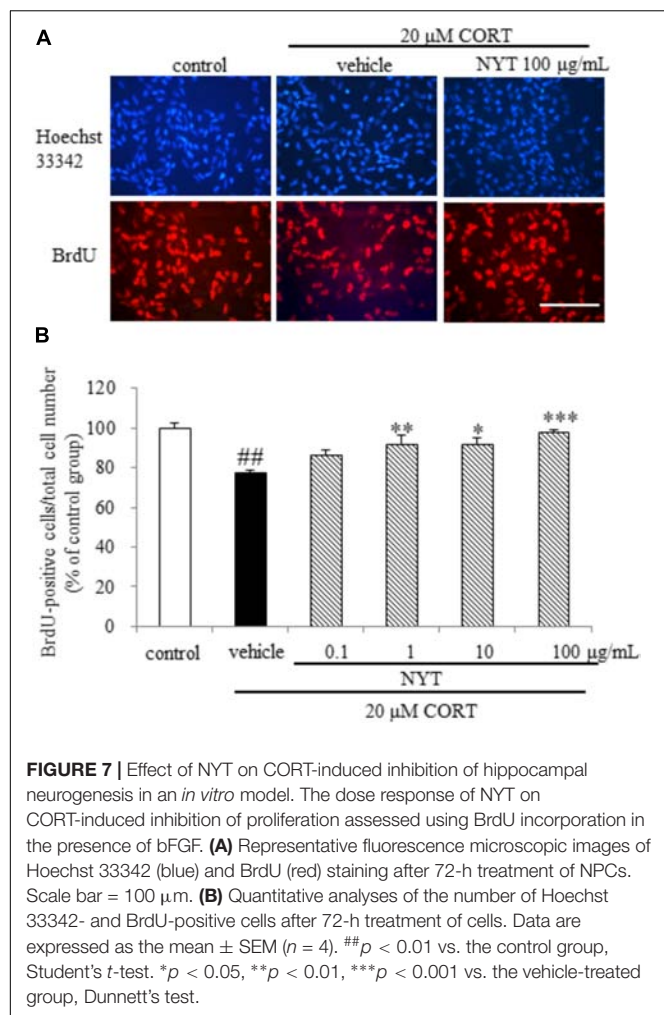 A
20 μM CORT
control vehicle NYT 100 μg/mL
Hoechst
33342
BrdU
B
BrdU-positive cells/total cell number
(% of control group)
120
100
80
60
40
20
0
##
**
*
***
control vehicle 0.1 1 10 100 μg/mL
NYT
20 μM CORT
FIGURE 7 | Effect of NYT on CORT-induced inhibition of hippocampal
neurogenesis in an in vitro model. The dose response of NYT on
CORT-induced inhibition of proliferation assessed using BrdU incorporation in
the presence of bFGF. (A) Representative fluorescence microscopic images of
Hoechst 33342 (blue) and BrdU (red) staining after 72-h treatment of NPCs.
Scale bar = 100 μm. (B) Quantitative analyses of the number of Hoechst
33342- and BrdU-positive cells after 72-h treatment of cells. Data are
expressed as the mean ± SEM (n = 4). ##p < 0.01 vs. the control group,
Student's t-test. *p < 0.05, **p < 0.01, ***p < 0.001 vs. the vehicle-treated
group, Dunnett's test.